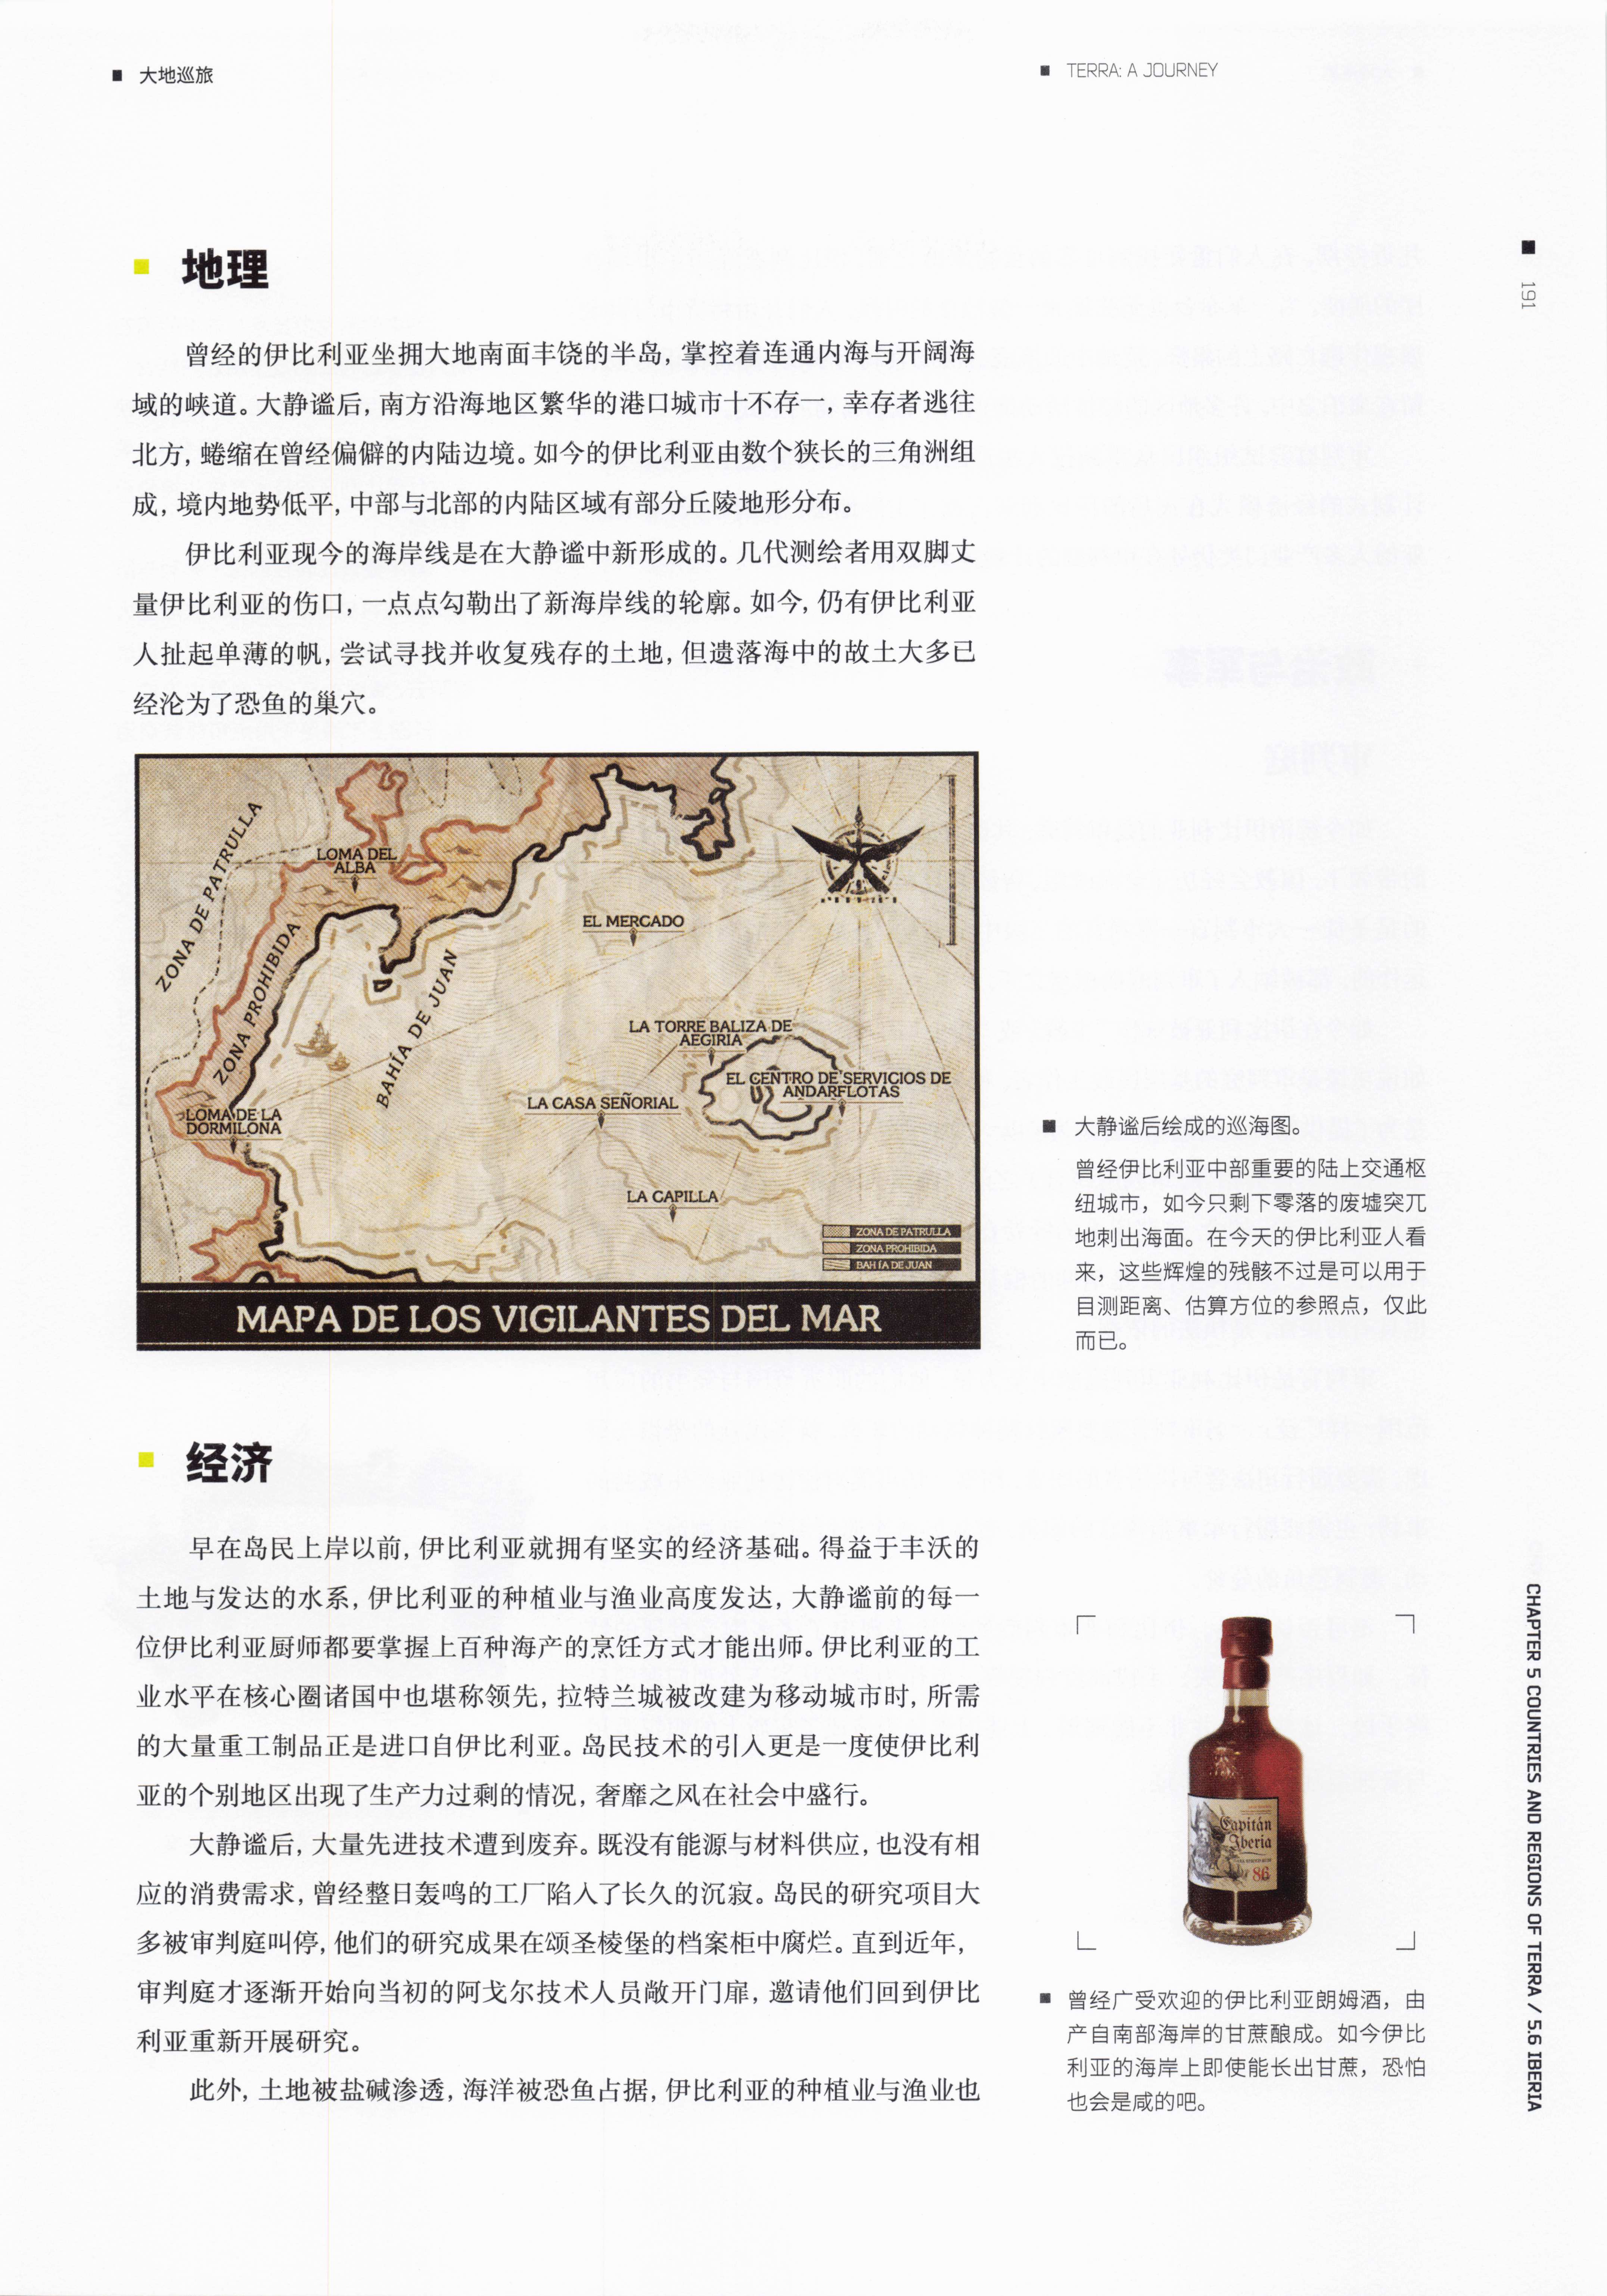 大地巡旅
TERRA: A JOURNEY
191
地理
曾经的伊比利亚坐拥大地南面丰饶的半岛，掌控着连通内海与开阔海
域的峡道。大静谧后，南方沿海地区繁华的港口城市十不存一，幸存者逃往
北方，蜷缩在曾经偏僻的内陆边境。如今的伊比利亚由数个狭长的三角洲组
成，境内地势低平，中部与北部的内陆区域有部分丘陵地形分布。
伊比利亚现今的海岸线是在大静谧中新形成的。几代测绘者用双脚丈
量伊比利亚的伤口，一点点勾勒出了新海岸线的轮廓。如今，仍有伊比利亚
人扯起单薄的帆，尝试寻找并收复残存的土地，但遗落海中的故土大多已
经沦为了恐鱼的巢穴。
ZONA DE PATRULLA
LOMA DEL
ALBA
ZONA PROHIBIDA
BAHÍA DE JUAN
EL MERCADO
LA TORRE BALIZA DE
AEGIRIA
EL CENTRO DE SERVICIOS DE
ANDARFLOTAS
LA CASA SEÑORIAL
LOMA DE LA
DORMILONA
LA CAPILLA
ZONA DE PATRULLA
ZONA PROHIBIDA
BAHÍA DE JUAN
MAPA DE LOS VIGILANTES DEL MAR
大静谧后绘成的巡海图。
曾经伊比利亚中部重要的陆上交通枢
纽城市，如今只剩下零落的废墟突兀
地刺出海面。在今天的伊比利亚人看
来，这些辉煌的残骸不过是可以用于
目测距离、估算方位的参照点，仅此
而已。
经济
早在岛民上岸以前，伊比利亚就拥有坚实的经济基础。得益于丰沃的
土地与发达的水系，伊比利亚的种植业与渔业高度发达，大静谧前的每一
位伊比利亚厨师都要掌握上百种海产的烹饪方式才能出师。伊比利亚的工
业水平在核心圈诸国中也堪称领先，拉特兰城被改建为移动城市时，所需
的大量重工制品正是进口自伊比利亚。岛民技术的引入更是一度使伊比利
亚的个别地区出现了生产力过剩的情况，奢靡之风在社会中盛行。
大静谧后，大量先进技术遭到废弃。既没有能源与材料供应，也没有相
应的消费需求，曾经整日轰鸣的工厂陷入了长久的沉寂。岛民的研究项目大
多被审判庭叫停，他们的研究成果在颂圣棱堡的档案柜中腐烂。直到近年，
审判庭才逐渐开始向当初的阿戈尔技术人员敞开门扉，邀请他们回到伊比
利亚重新开展研究。
此外，土地被盐碱渗透，海洋被恐鱼占据，伊比利亚的种植业与渔业也
Capitán
Iberia
86
曾经广受欢迎的伊比利亚朗姆酒，由
产自南部海岸的甘蔗酿成。如今伊比
利亚的海岸上即使能长出甘蔗，恐怕
也会是咸的吧。
CHAPTER 5 COUNTRIES AND REGIONS OF TERRA / 5.6 IBERIA